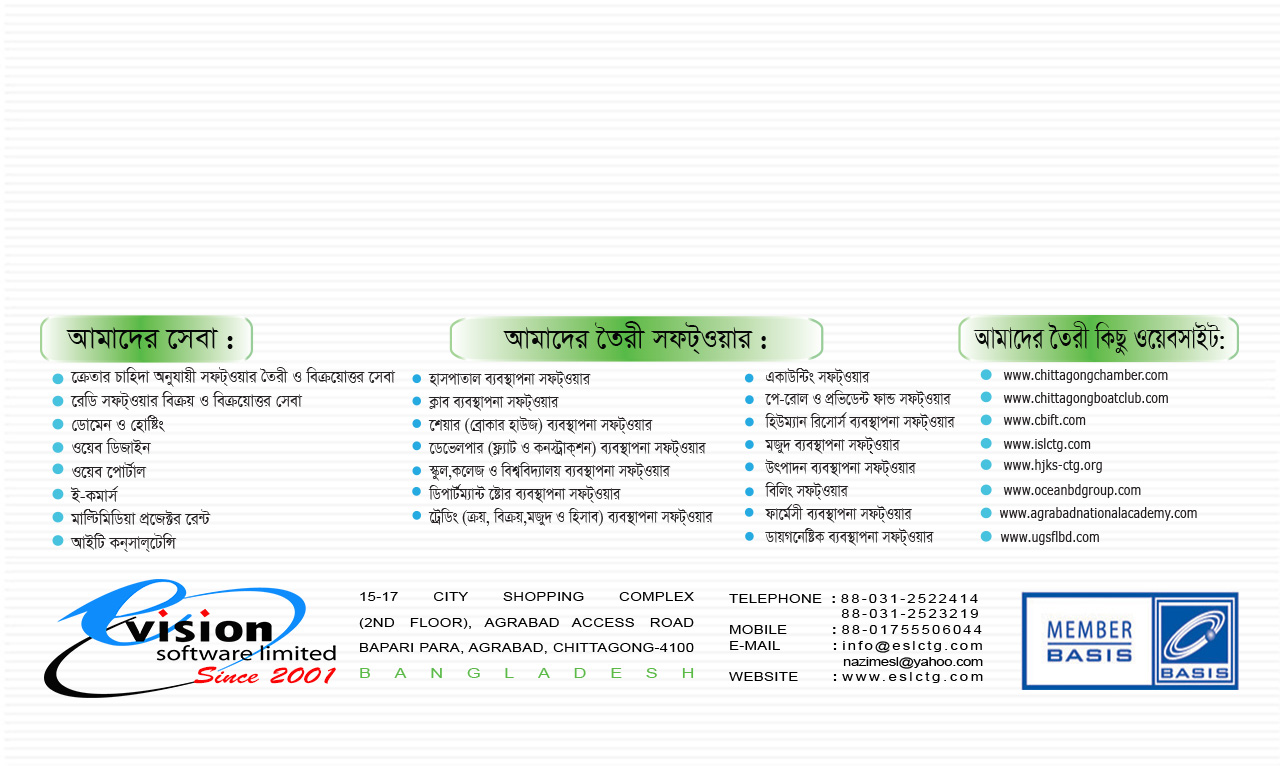 আমাদের সেবা :
ক্রেতার চাহিদা অনুযায়ী সফট্ওয়ার তৈরী ও বিক্রয়োত্তর সেবা
রেডি সফট্ওয়ার বিক্রয় ও বিক্রয়োত্তর সেবা
ডোমেন ও হোষ্টিং
ওয়েব ডিজাইন
ওয়েব পোর্টাল
ই-কমার্স
মাল্টিমিডিয়া প্রজেক্টর রেন্ট
আইটি কন্সাল্টেন্সি
আমাদের তৈরী সফট্ওয়ার :
হাসপাতাল ব্যবস্থাপনা সফট্ওয়ার
ক্লাব ব্যবস্থাপনা সফট্ওয়ার
শেয়ার (ব্রোকার হাউজ) ব্যবস্থাপনা সফট্ওয়ার
ডেভেলপার (ফ্ল্যাট ও কনস্ট্রাক্শন) ব্যবস্থাপনা সফট্ওয়ার
স্কুল,কলেজ ও বিশ্ববিদ্যালয় ব্যবস্থাপনা সফট্ওয়ার
ডিপার্টম্যান্ট ষ্টোর ব্যবস্থাপনা সফট্ওয়ার
ট্রেডিং (ক্রয়, বিক্রয়,মজুদ ও হিসাব) ব্যবস্থাপনা সফট্ওয়ার
একাউন্টিং সফট্ওয়ার
পে-রোল ও প্রভিডেন্ট ফান্ড সফট্ওয়ার
হিউম্যান রিসোর্স ব্যবস্থাপনা সফট্ওয়ার
মজুদ ব্যবস্থাপনা সফট্ওয়ার
উৎপাদন ব্যবস্থাপনা সফট্ওয়ার
বিলিং সফট্ওয়ার
ফার্মেসী ব্যবস্থাপনা সফট্ওয়ার
ডায়গনেষ্টিক ব্যবস্থাপনা সফট্ওয়ার
আমাদের তৈরী কিছু ওয়েবসাইট:
www.chittagongchamber.com
www.chittagongboatclub.com
www.cbift.com
www.islctg.com
www.hjks-ctg.org
www.oceanbdgroup.com
www.agrabadnationalacademy.com
www.ugsflbd.com
evision
software limited
Since 2001
15-17 CITY SHOPPING COMPLEX
(2ND FLOOR), AGRABAD ACCESS ROAD
BAPARI PARA, AGRABAD, CHITTAGONG-4100
BANGLADESH
TELEPHONE : 88-031-2522414
88-031-2523219
MOBILE : 88-01755506044
E-MAIL : info@eslctg.com
nazimesl@yahoo.com
WEBSITE : www.eslctg.com
MEMBER
BASIS
BASIS